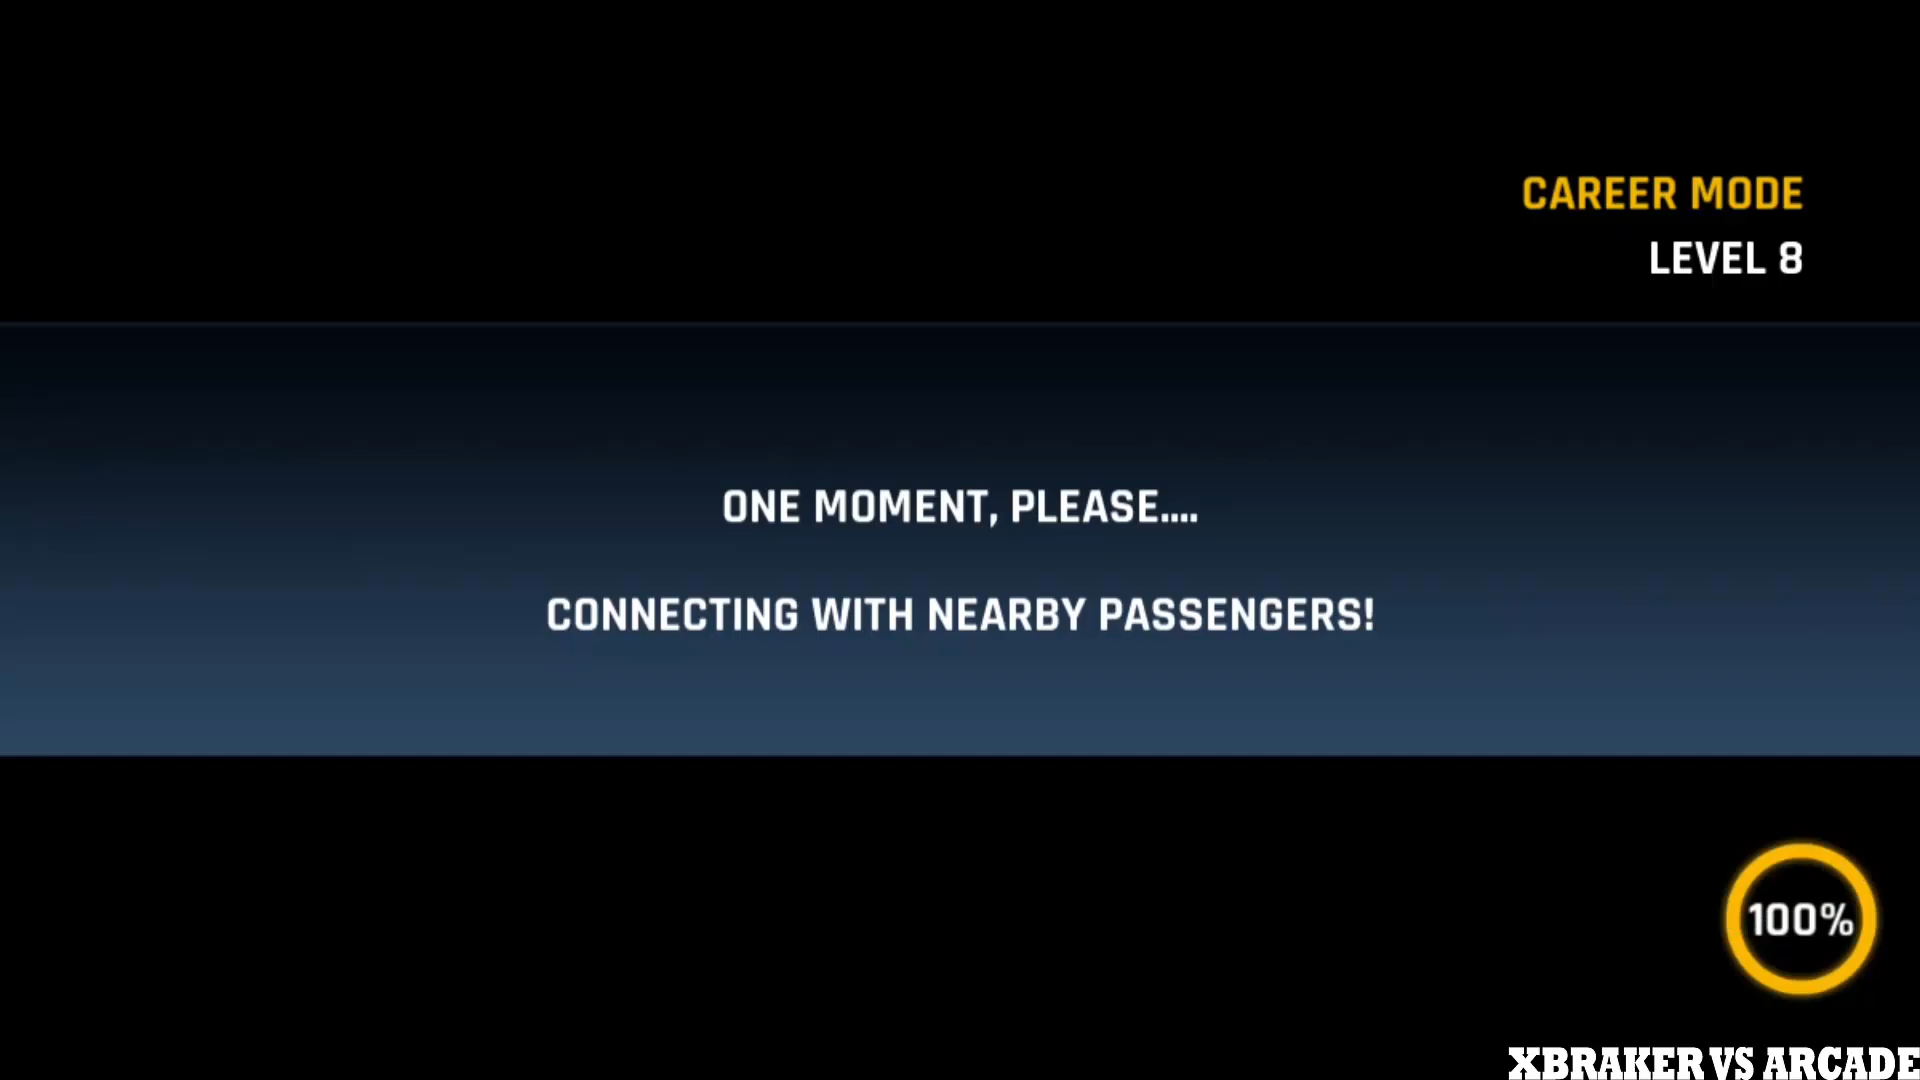 CAREER MODE
LEVEL 8
ONE MOMENT, PLEASE....
CONNECTING WITH NEARBY PASSENGERS!
100%
XBRAKER VS ARCADE